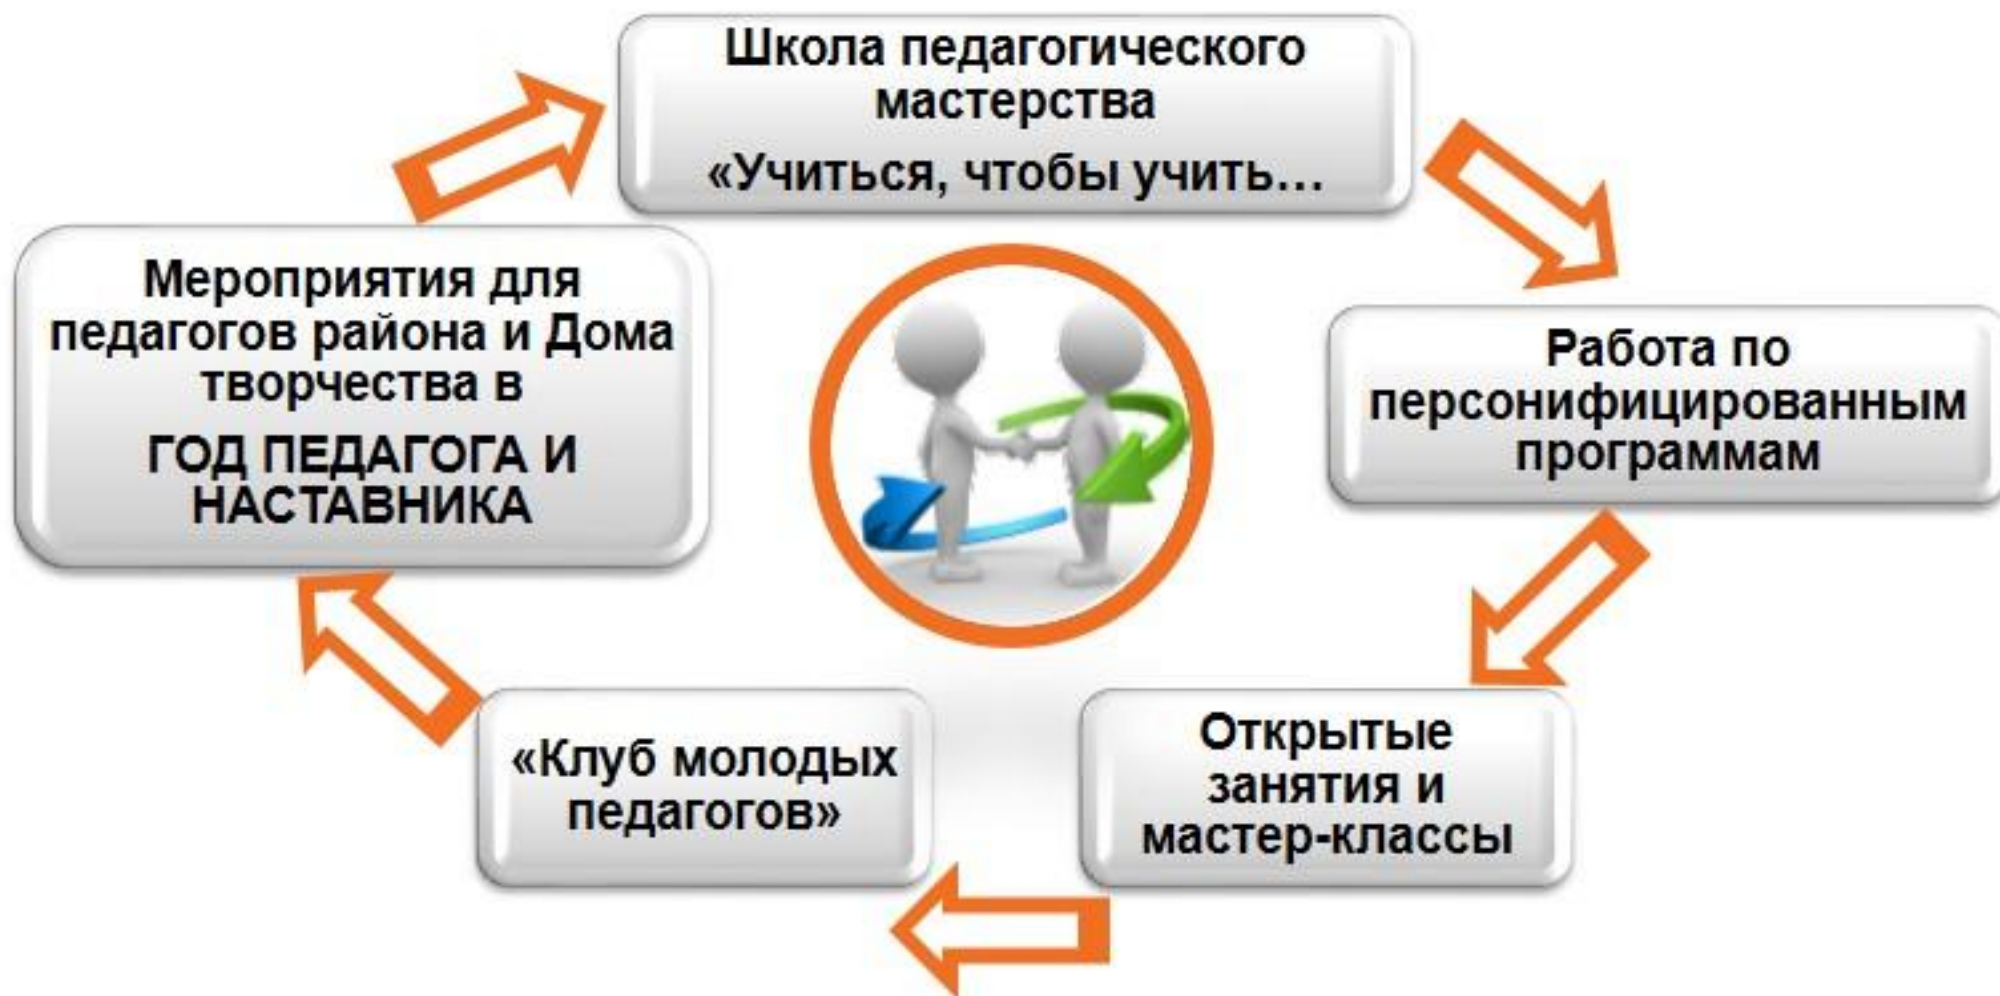 Школа педагогического
мастерства
«Учиться, чтобы учить…
Мероприятия для
педагогов района и Дома
творчества в
ГОД ПЕДАГОГА И
НАСТАВНИКА
Работа по
персонифицированным
программам
«Клуб молодых
педагогов»
Открытые
занятия и
мастер-классы